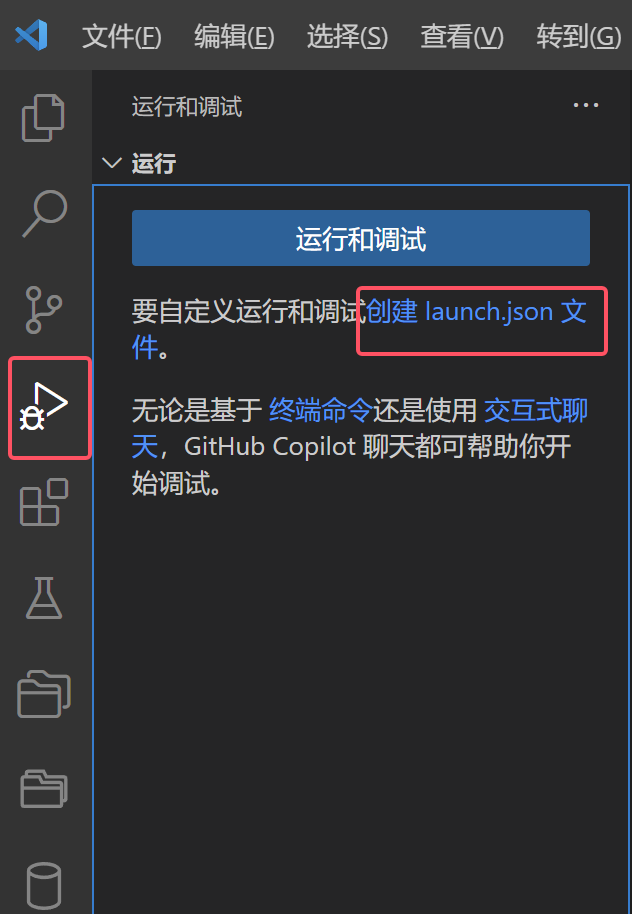 文件(F) 编辑(E) 选择(S) 查看(V) 转到(G)
运行和调试
运行
运行和调试
要自定义运行和调试创建 launch.json 文
件。
无论是基于 终端命令还是使用 交互式聊
天，GitHub Copilot 聊天都可帮助你开
始调试。